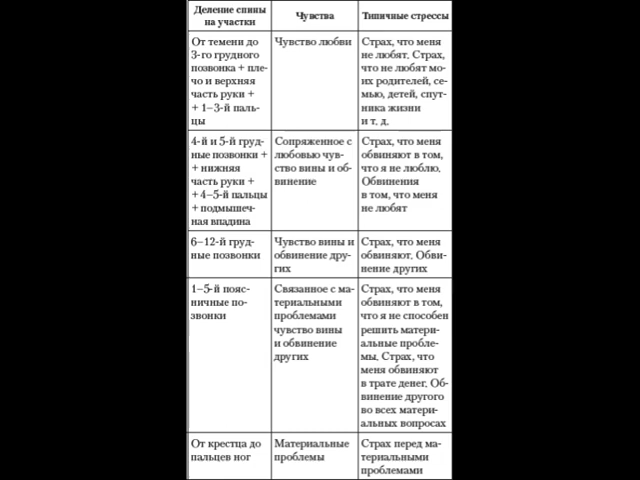 Деление спины
на участки
Чувства
Типичные стрессы
От темени до
3-го грудного
позвонка + пле-
чо и верхняя
часть руки +
+ 1–3-й паль-
цы
Чувство любви
Страх, что меня
не любят. Страх,
что не любят мо-
их родителей, се-
мью, детей, спут-
ника жизни
и т. д.
4-й и 5-й груд-
ные позвонки +
+ нижняя
часть руки +
+ 4–5-й пальцы
+ подмышеч-
ная впадина
Сопряженное с
любовью чув-
ство вины и об-
винение
Страх, что меня
обвиняют в том,
что я не люблю.
Обвинения
в том, что меня
не любят
6–12-й груд-
ные позвонки
Чувство вины и
обвинение дру-
гих
Страх, что меня
обвиняют. Обви-
нение других
1–5-й пояс-
ничные по-
звонки
Связанное с ма-
териальными
проблемами
чувство вины
и обвинение
других
Страх, что меня
обвиняют в том,
что я не способен
решить матери-
альные пробле-
мы. Страх, что
меня обвиняют
в трате денег. Об-
винение другого
во всех матери-
альных вопросах
От крестца до
пальцев ног
Материальные
проблемы
Страх перед ма-
териальными
проблемами